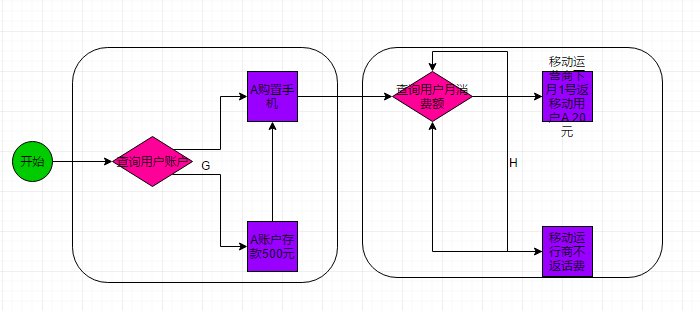 开始
查询用户账户
G
A购置手
机
A账户存
款500元
查询用户月消
费额
H
移动运
营商下
月1号返
移动用
户A 20
元
移动运
行商不
返话费